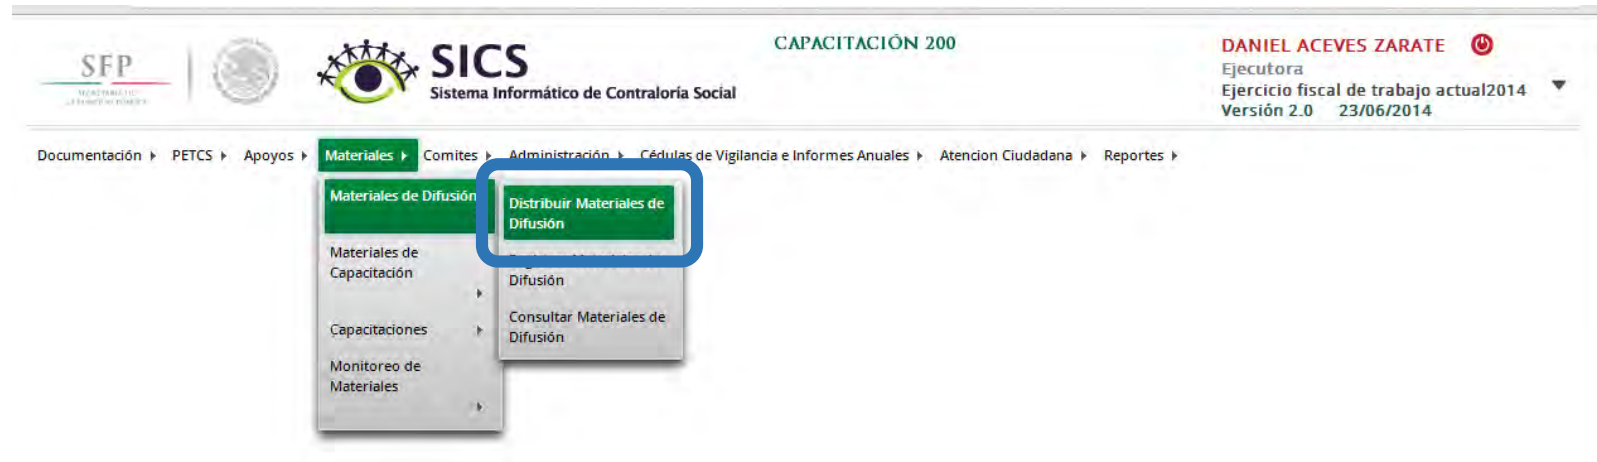 SFP
SICS
Sistema Informático de Contraloría Social
CAPACITACIÓN 200
DANIEL ACEVES ZARATE
Ejecutora
Ejercicio fiscal de trabajo actual2014
Versión 2.0 23/06/2014
Documentación PETCS Apoyos Materiales Comites Administración Cédulas de Vigilancia e Informes Anuales Atencion Ciudadana Reportes
Materiales de Difusión
Materiales de
Capacitación
Capacitaciones
Monitoreo de
Materiales
Distribuir Materiales de
Difusión
Difusión
Consultar Materiales de
Difusión